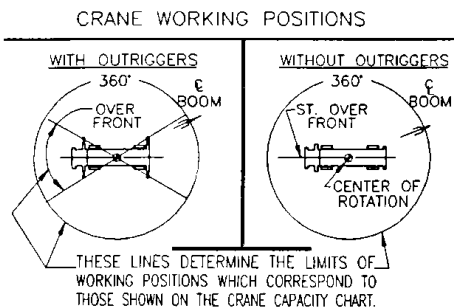 CRANE WORKING POSITIONS
WITH OUTRIGGERS
360°
℄
BOOM
OVER
FRONT
WITHOUT OUTRIGGERS
360°
℄
BOOM
ST. OVER
FRONT
CENTER OF
ROTATION
THESE LINES DETERMINE THE LIMITS OF
WORKING POSITIONS WHICH CORRESPOND TO
THOSE SHOWN ON THE CRANE CAPACITY CHART.